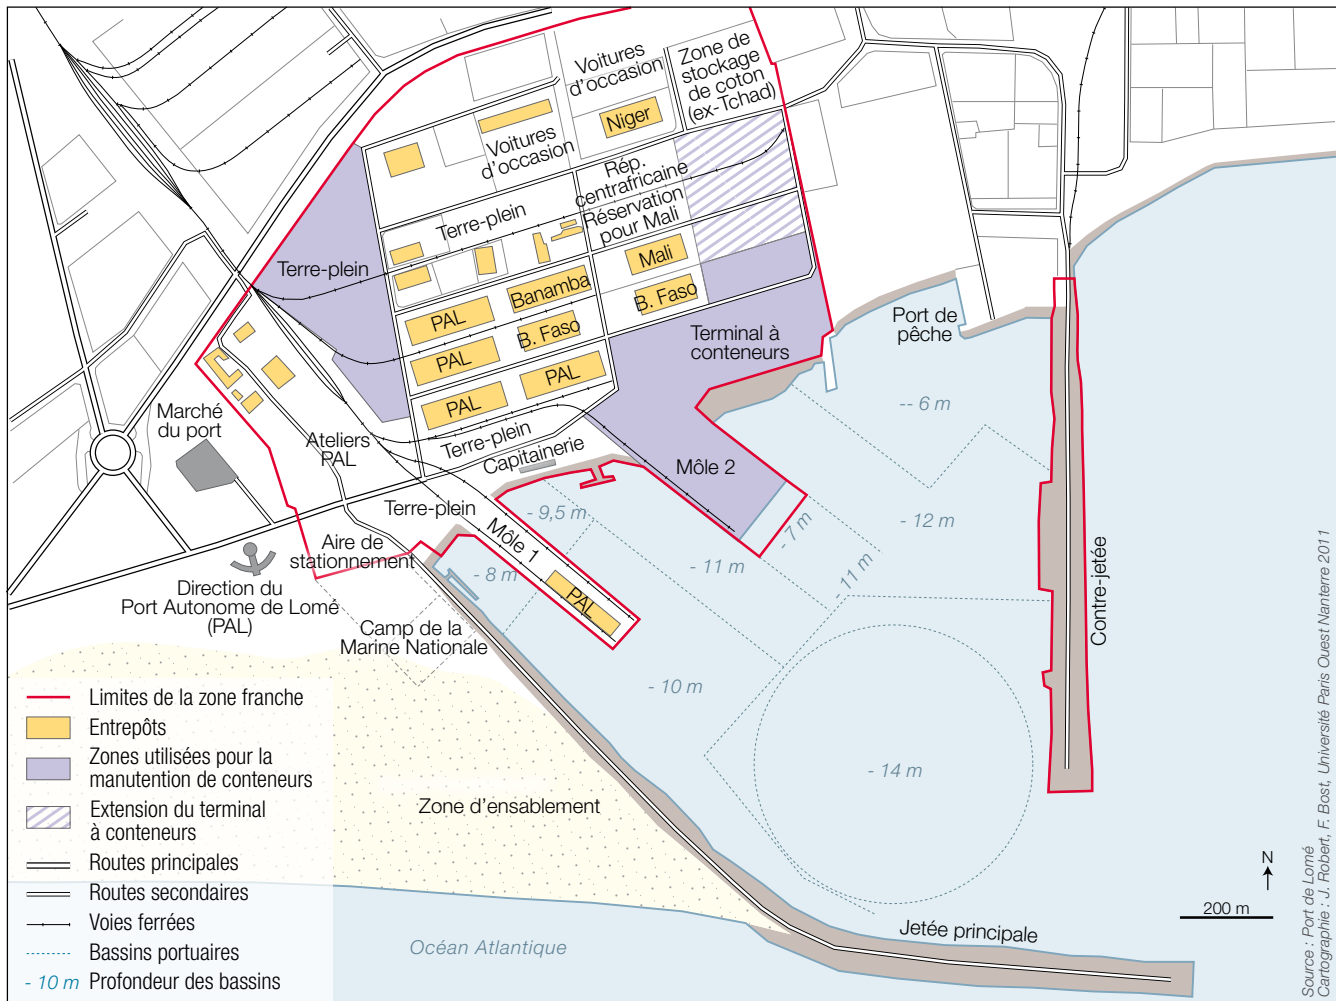 Voitures
d'occasion
Zone de
stockage
de coton
(ex-Tchad)
Niger
Voitures
d'occasion
Rép.
centrafricaine
Réservation
pour Mali
Terre-plein
Terre-plein
Mali
Banamba
B. Faso
PAL
B. Faso
PAL
PAL
PAL
Terminal à
conteneurs
Port de
pêche
-- 6 m
Marché
du port
Ateliers
PAL
Terre-plein
Capitainerie
Môle 2
Terre-plein
Môle 1
- 9,5 m
- 7 m
- 12 m
Aire de
stationnement
- 8 m
- 11 m
- 11 m
PAL
Direction du
Port Autonome de Lomé
(PAL)
Camp de la
Marine Nationale
Contre-jetée
- 10 m
- 14 m
Zone d'ensablement
Jetée principale
Océan Atlantique
Limites de la zone franche
Entrepôts
Zones utilisées pour la
manutention de conteneurs
Extension du terminal
à conteneurs
Routes principales
Routes secondaires
Voies ferrées
Bassins portuaires
- 10 m Profondeur des bassins
N
200 m
Source : Port de Lomé
Cartographie : J. Robert, F. Bost, Université Paris Ouest Nanterre 2011